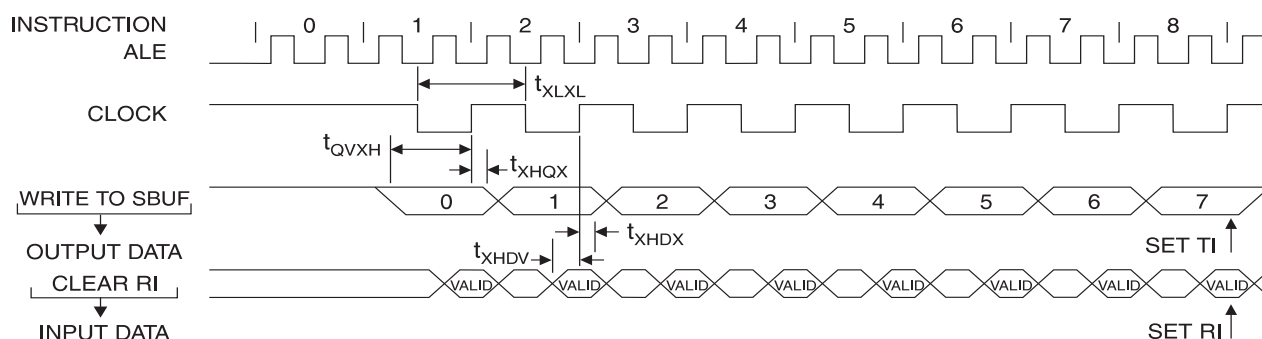 INSTRUCTION 0 1 2 3 4 5 6 7 8
ALE
tXLXL
CLOCK
tQVXH
tXHQX
WRITE TO SBUF 0 1 2 3 4 5 6 7
tXHDX
OUTPUT DATA SET TI
tXHDV
CLEAR RI VALID VALID VALID VALID VALID VALID VALID VALID
INPUT DATA SET RI